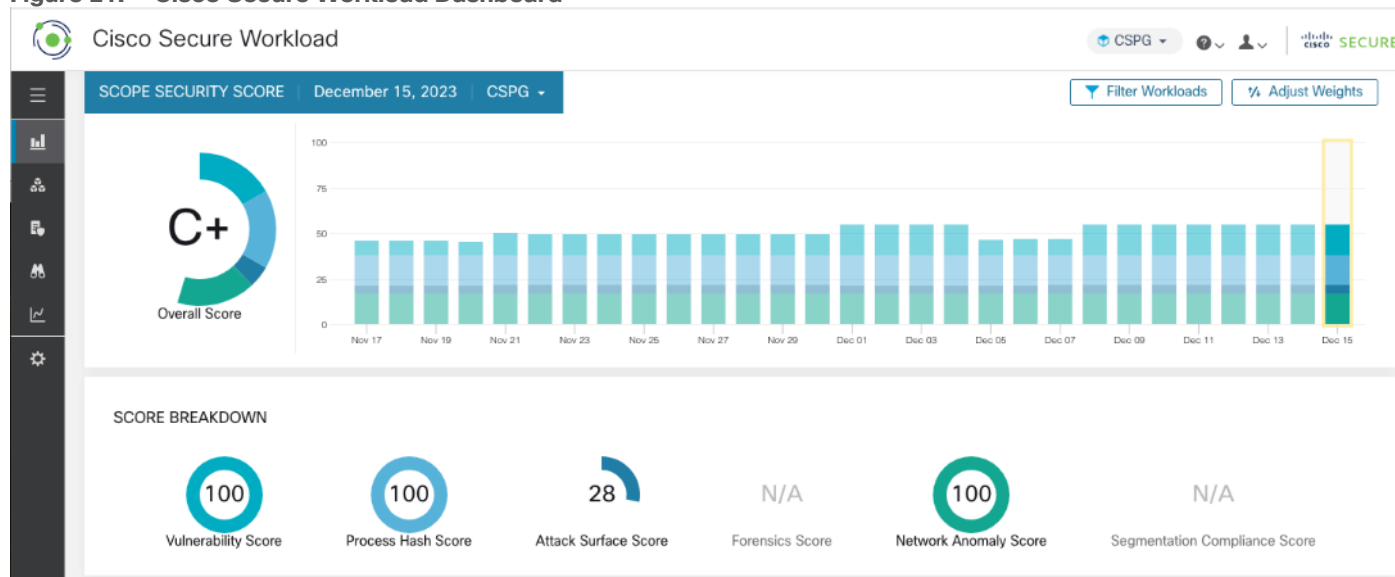 Cisco Secure Workload
CSPG
cisco SECURE
SCOPE SECURITY SCORE December 15, 2023 CSPG
Filter Workloads
Adjust Weights
C+
Overall Score
100
75
50
25
0
Nov 17 Nov 19 Nov 21 Nov 23 Nov 25 Nov 27 Nov 29 Dec 01 Dec 03 Dec 05 Dec 07 Dec 09 Dec 11 Dec 13 Dec 15
SCORE BREAKDOWN
100 100 28 N/A 100 N/A
Vulnerability Score Process Hash Score Attack Surface Score Forensics Score Network Anomaly Score Segmentation Compliance Score